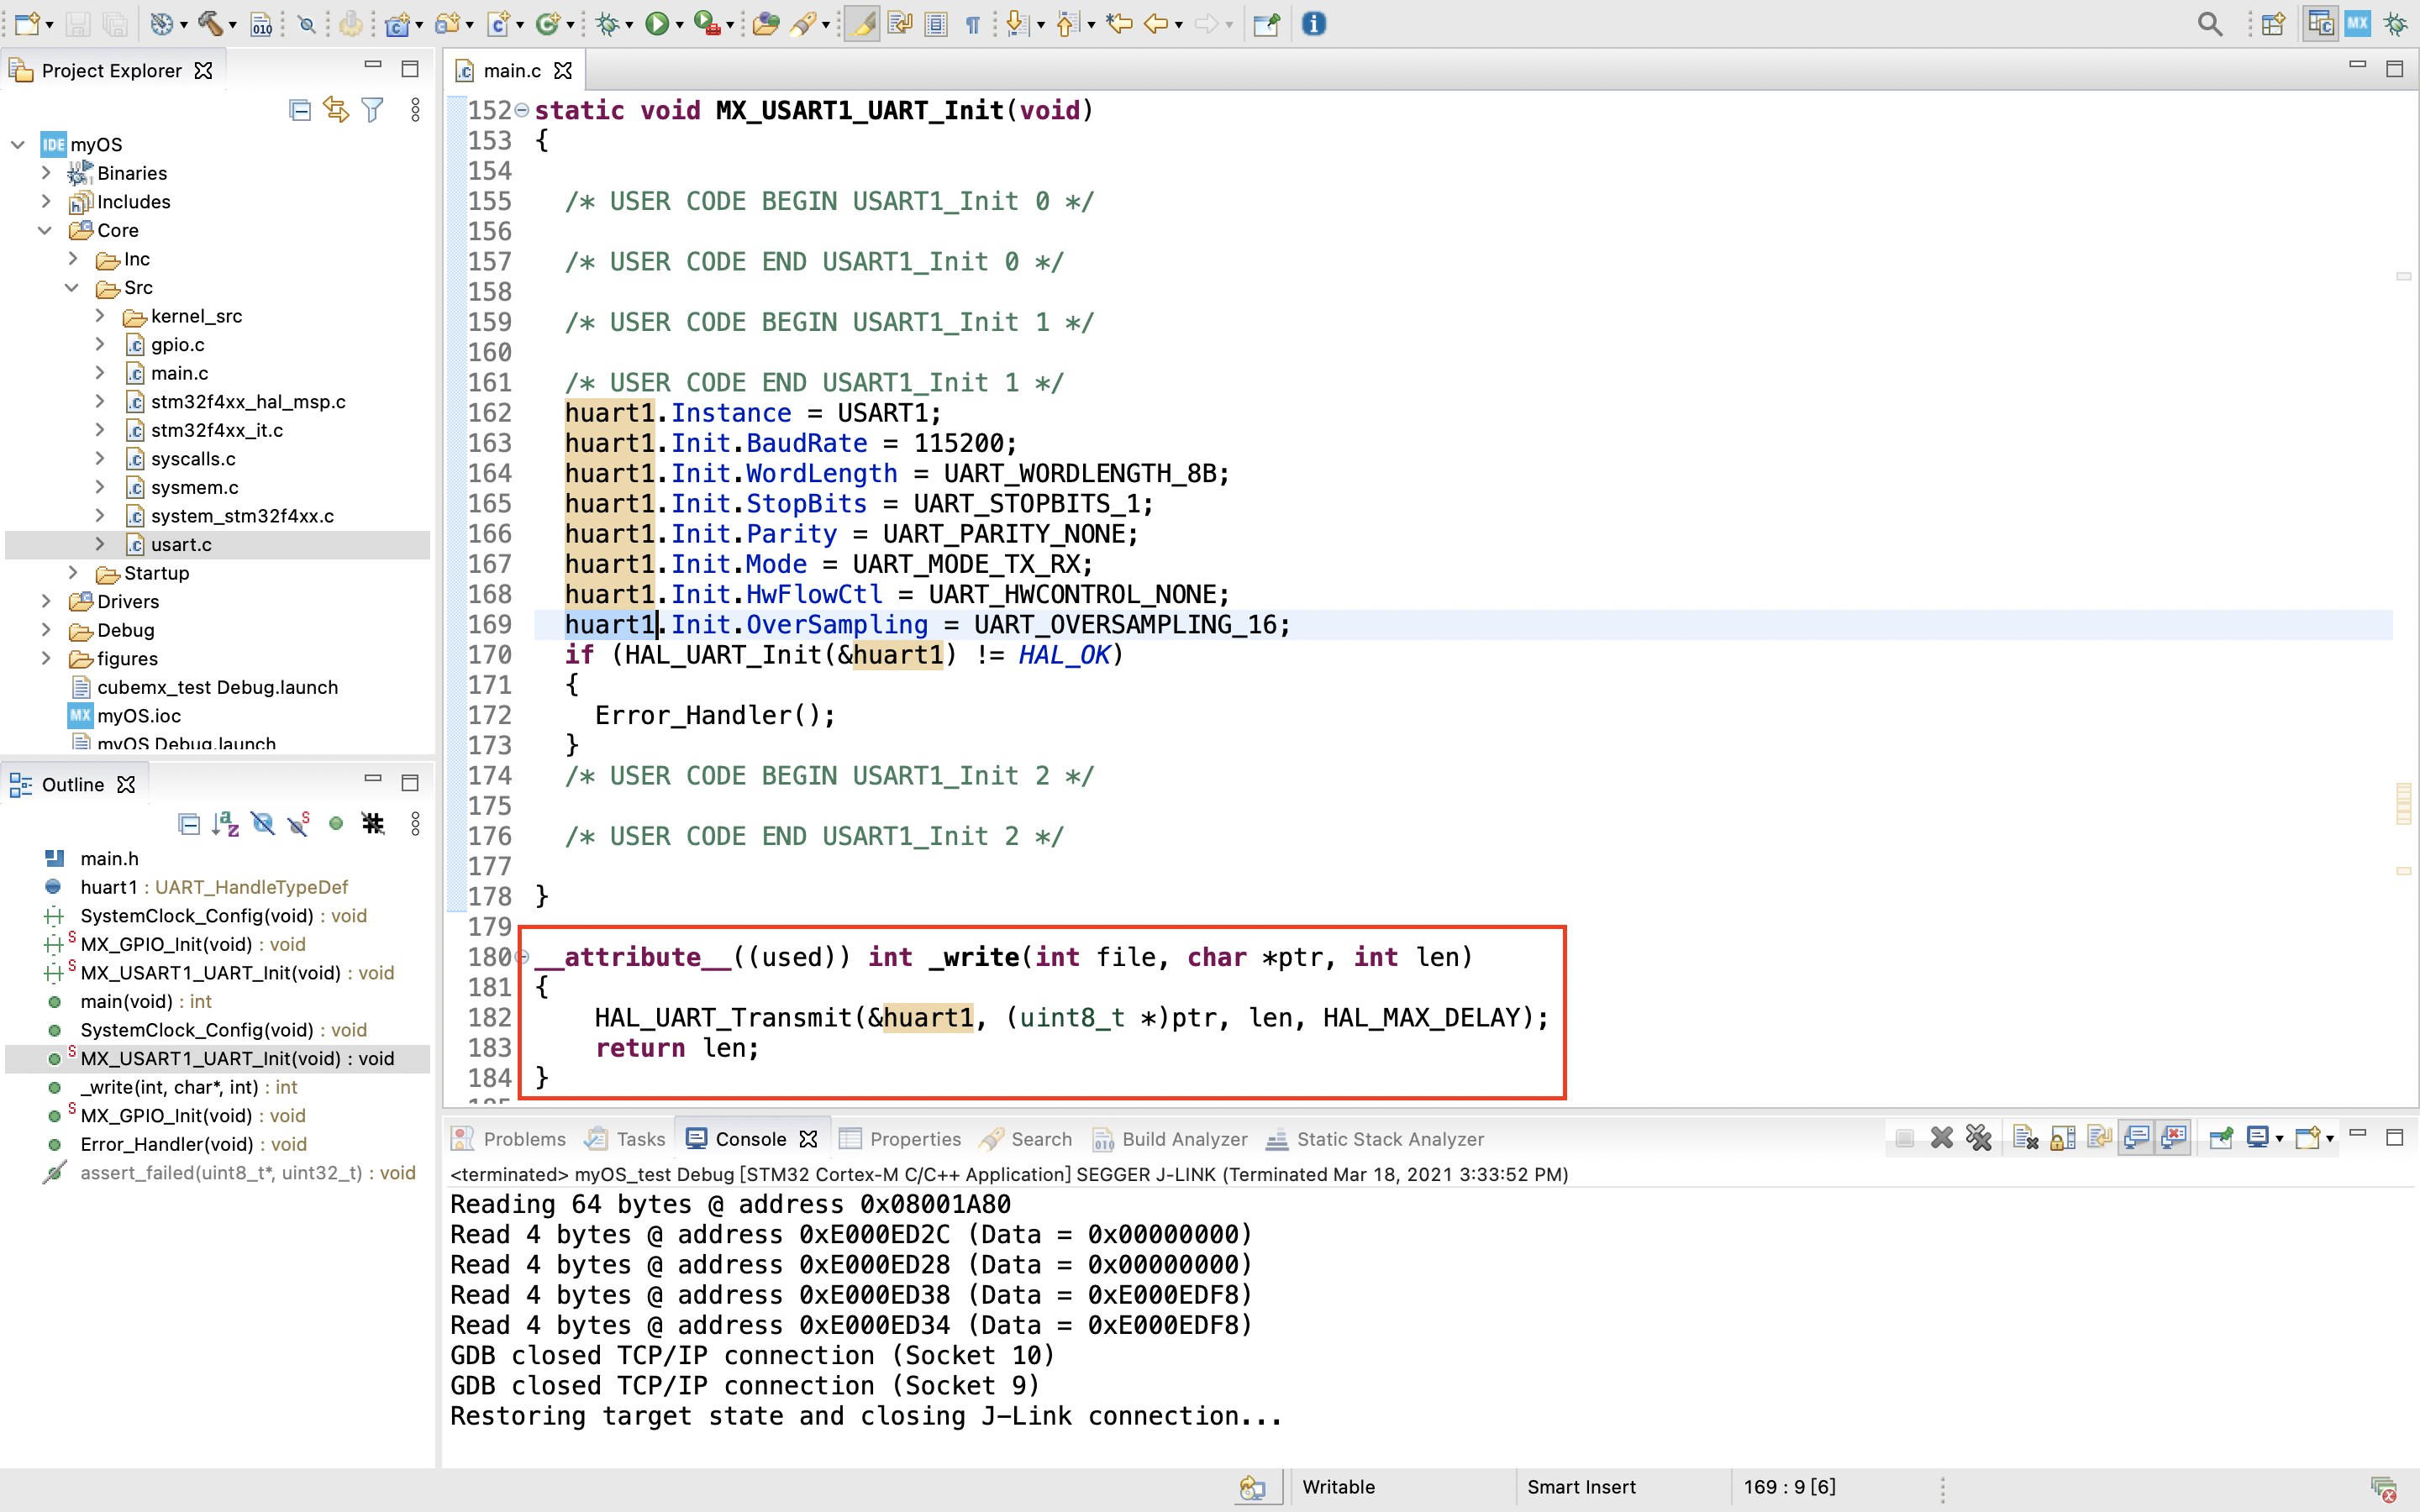 Project Explorer
main.c
myOS
Binaries
Includes
Core
Inc
Src
kernel_src
gpio.c
main.c
stm32f4xx_hal_msp.c
stm32f4xx_it.c
syscalls.c
sysmem.c
system_stm32f4xx.c
usart.c
Startup
Drivers
Debug
figures
cubemx_test Debug.launch
MX myOS.ioc
myOS Debug.launch
Outline
main.h
huart1 : UART_HandleTypeDef
SystemClock_Config(void) : void
MX_GPIO_Init(void) : void
MX_USART1_UART_Init(void) : void
main(void) : int
SystemClock_Config(void) : void
MX_USART1_UART_Init(void) : void
_write(int, char*, int) : int
MX_GPIO_Init(void) : void
Error_Handler(void) : void
assert_failed(uint8_t*, uint32_t) : void
152 static void MX_USART1_UART_Init(void)
153 {
154
155 /* USER CODE BEGIN USART1_Init 0 */
156
157 /* USER CODE END USART1_Init 0 */
158
159 /* USER CODE BEGIN USART1_Init 1 */
160
161 /* USER CODE END USART1_Init 1 */
162 huart1.Instance = USART1;
163 huart1.Init.BaudRate = 115200;
164 huart1.Init.WordLength = UART_WORDLENGTH_8B;
165 huart1.Init.StopBits = UART_STOPBITS_1;
166 huart1.Init.Parity = UART_PARITY_NONE;
167 huart1.Init.Mode = UART_MODE_TX_RX;
168 huart1.Init.HwFlowCtl = UART_HWCONTROL_NONE;
169 huart1.Init.OverSampling = UART_OVERSAMPLING_16;
170 if (HAL_UART_Init(&huart1) != HAL_OK)
171 {
172 Error_Handler();
173 }
174 /* USER CODE BEGIN USART1_Init 2 */
175
176 /* USER CODE END USART1_Init 2 */
177
178 }
179
180 __attribute__((used)) int _write(int file, char *ptr, int len)
181 {
182 HAL_UART_Transmit(&huart1, (uint8_t *)ptr, len, HAL_MAX_DELAY);
183 return len;
184 }
Problems Tasks Console Properties Search Build Analyzer Static Stack Analyzer
<terminated> myOS_test Debug [STM32 Cortex-M C/C++ Application] SEGGER J-LINK (Terminated Mar 18, 2021 3:33:52 PM)
Reading 64 bytes @ address 0x08001A80
Read 4 bytes @ address 0xE000ED2C (Data = 0x00000000)
Read 4 bytes @ address 0xE000ED28 (Data = 0x00000000)
Read 4 bytes @ address 0xE000ED38 (Data = 0xE000EDF8)
Read 4 bytes @ address 0xE000ED34 (Data = 0xE000EDF8)
GDB closed TCP/IP connection (Socket 10)
GDB closed TCP/IP connection (Socket 9)
Restoring target state and closing J-Link connection...
Writable Smart Insert 169 : 9 [6]